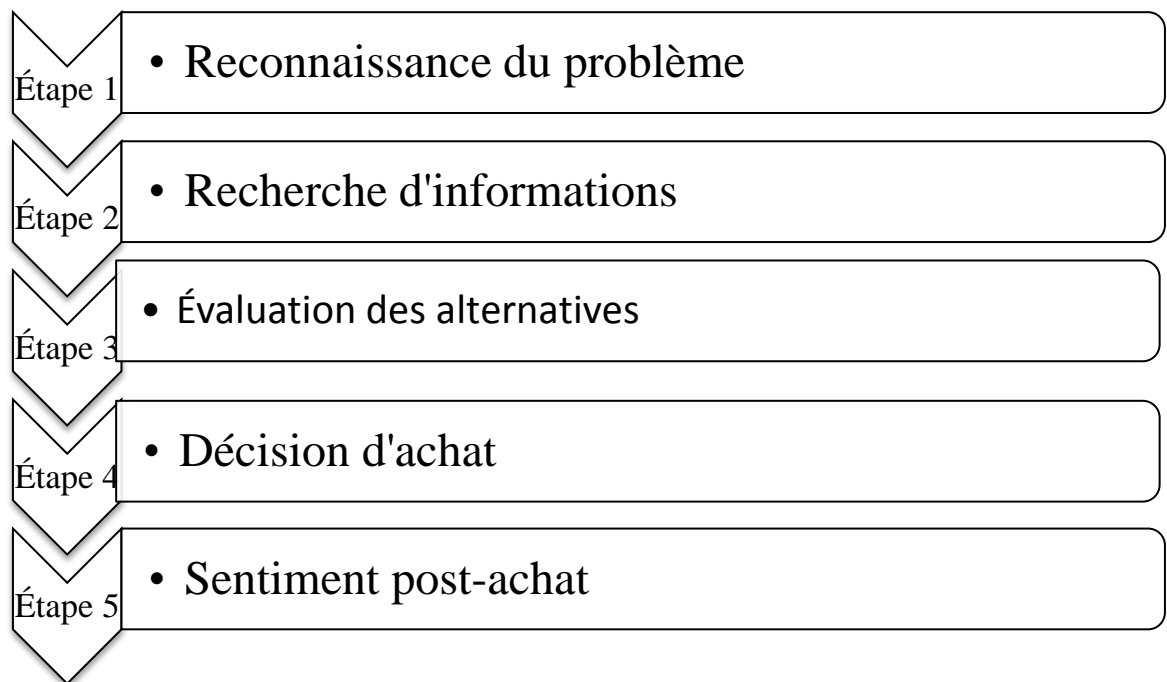 Étape 1
• Reconnaissance du problème
Étape 2
• Recherche d'informations
Étape 3
• Évaluation des alternatives
Étape 4
• Décision d'achat
Étape 5
• Sentiment post-achat